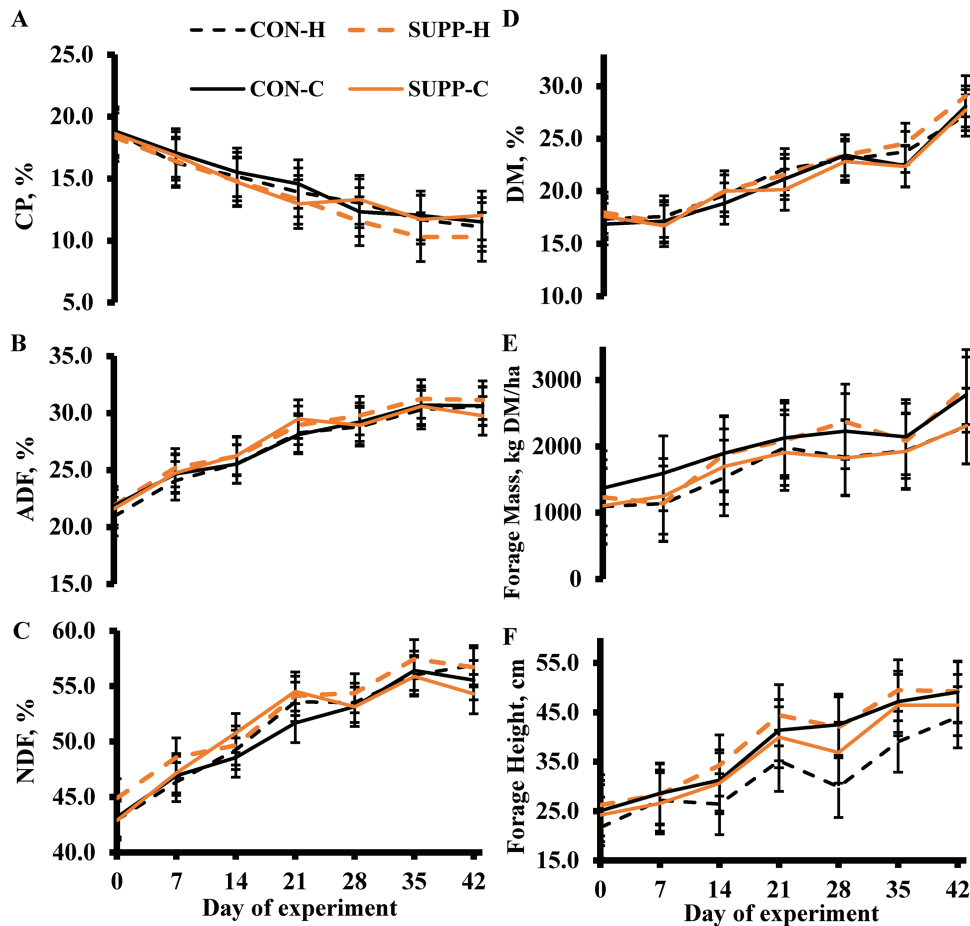 A
CON-H
SUPP-H
CON-C
SUPP-C
25.0
20.0
15.0
10.0
5.0
CP, %
B
35.0
30.0
25.0
20.0
15.0
ADF, %
C
60.0
55.0
50.0
45.0
40.0
NDF, %
0 7 14 21 28 35 42
Day of experiment
D
30.0
25.0
20.0
15.0
10.0
DM, %
E
3000
2000
1000
0
Forage Mass, kg DM/ha
F
55.0
45.0
35.0
25.0
15.0
Forage Height, cm
0 7 14 21 28 35 42
Day of experiment